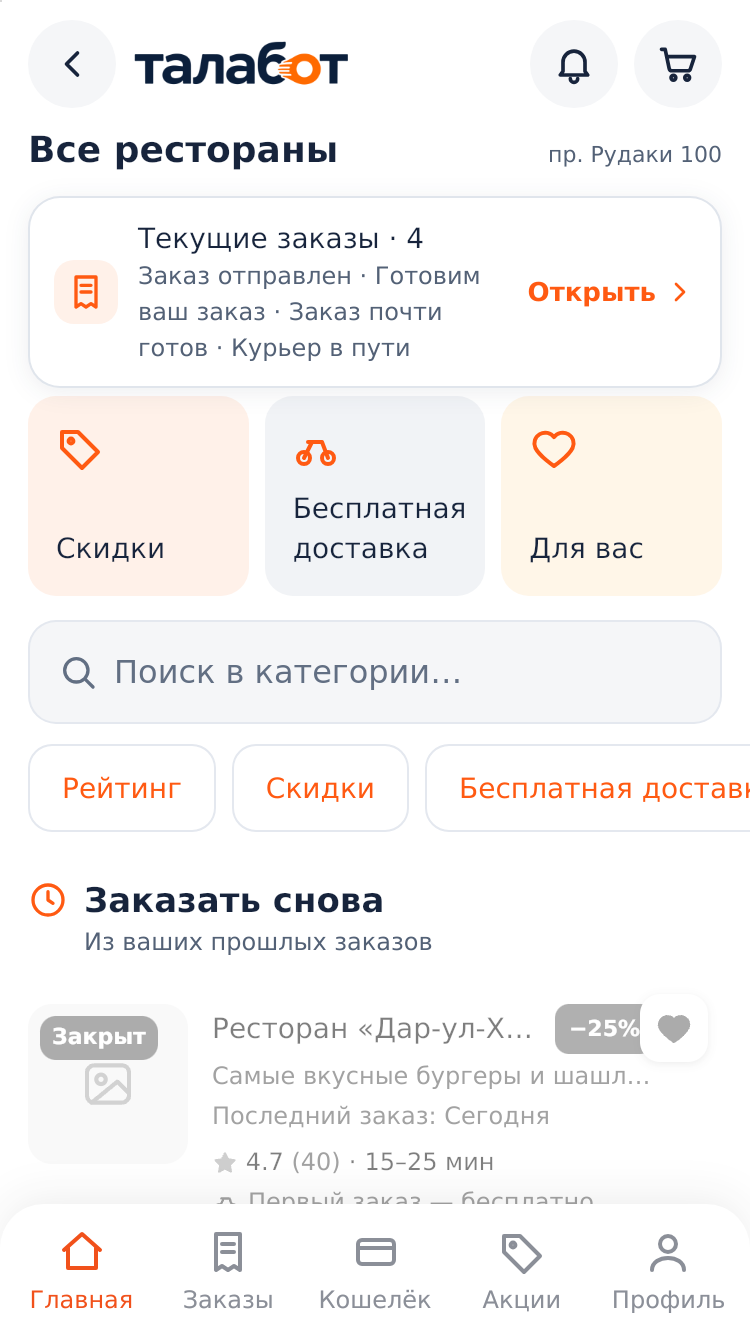 талабот
Все рестораны
пр. Рудаки 100
Текущие заказы · 4
Заказ отправлен · Готовим
ваш заказ · Заказ почти
готов · Курьер в пути
Открыть
Скидки
Бесплатная
доставка
Для вас
Поиск в категории...
Рейтинг
Скидки
Бесплатная достав
Заказать снова
Из ваших прошлых заказов
Закрыт
Ресторан «Дар-ул-Х...
−25%
Самые вкусные бургеры и шашл...
Последний заказ: Сегодня
4.7 (40) · 15–25 мин
Первый заказ — бесплатно
Главная
Заказы
Кошелёк
Акции
Профиль